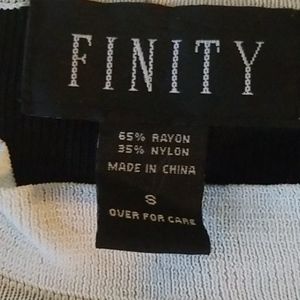 FINITY
65% RAYON
35% NYLON
MADE IN CHINA
S
OVER FOR CARE